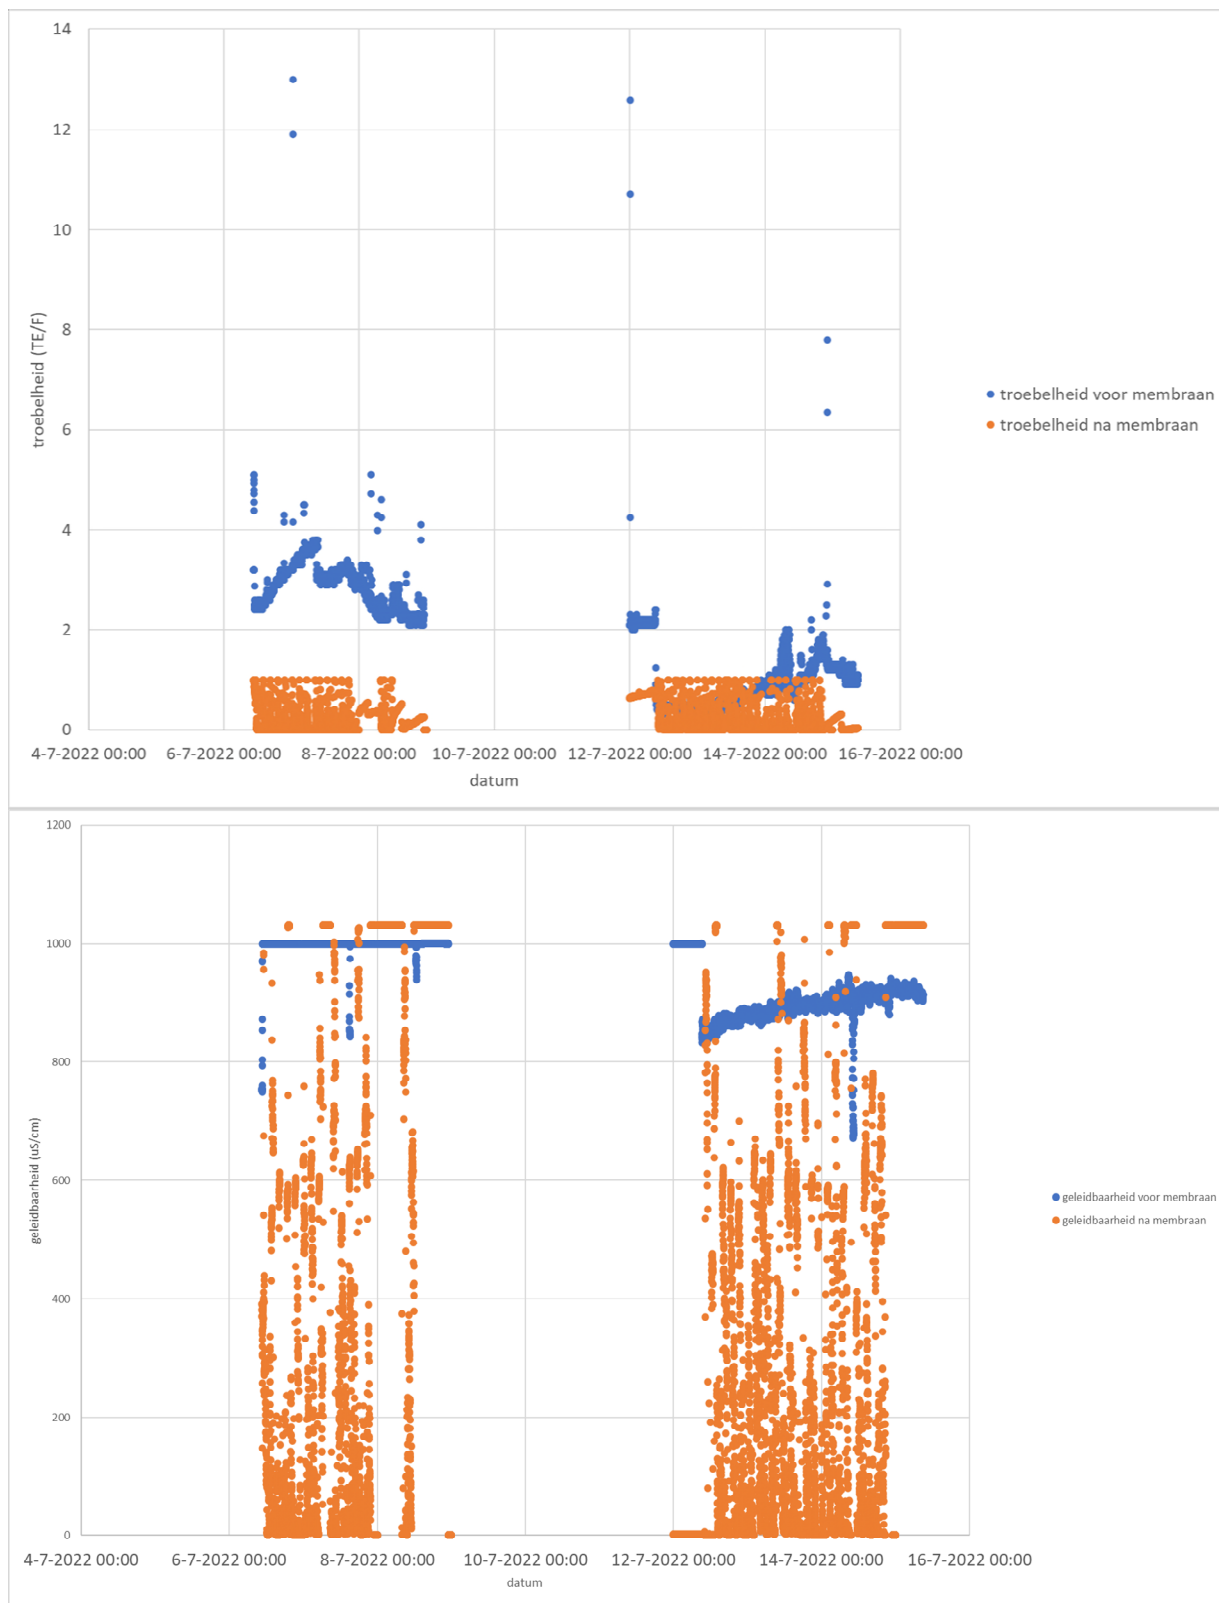 14
12
10
8
6
4
2
0
troebelheid (TE/F)
4-7-2022 00:00 6-7-2022 00:00 8-7-2022 00:00 10-7-2022 00:00 12-7-2022 00:00 14-7-2022 00:00 16-7-2022 00:00
datum
troebelheid voor membraan
troebelheid na membraan
1200
1000
800
600
400
200
0
geleidbaarheid (uS/cm)
4-7-2022 00:00 6-7-2022 00:00 8-7-2022 00:00 10-7-2022 00:00 12-7-2022 00:00 14-7-2022 00:00 16-7-2022 00:00
datum
geleidbaarheid voor membraan
geleidbaarheid na membraan